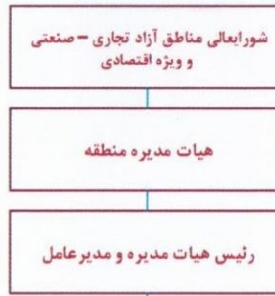 شورایعالی مناطق آزاد تجاری – صنعتی
و ویژه اقتصادی
هیات مدیره منطقه
رئیس هیات مدیره و مدیرعامل